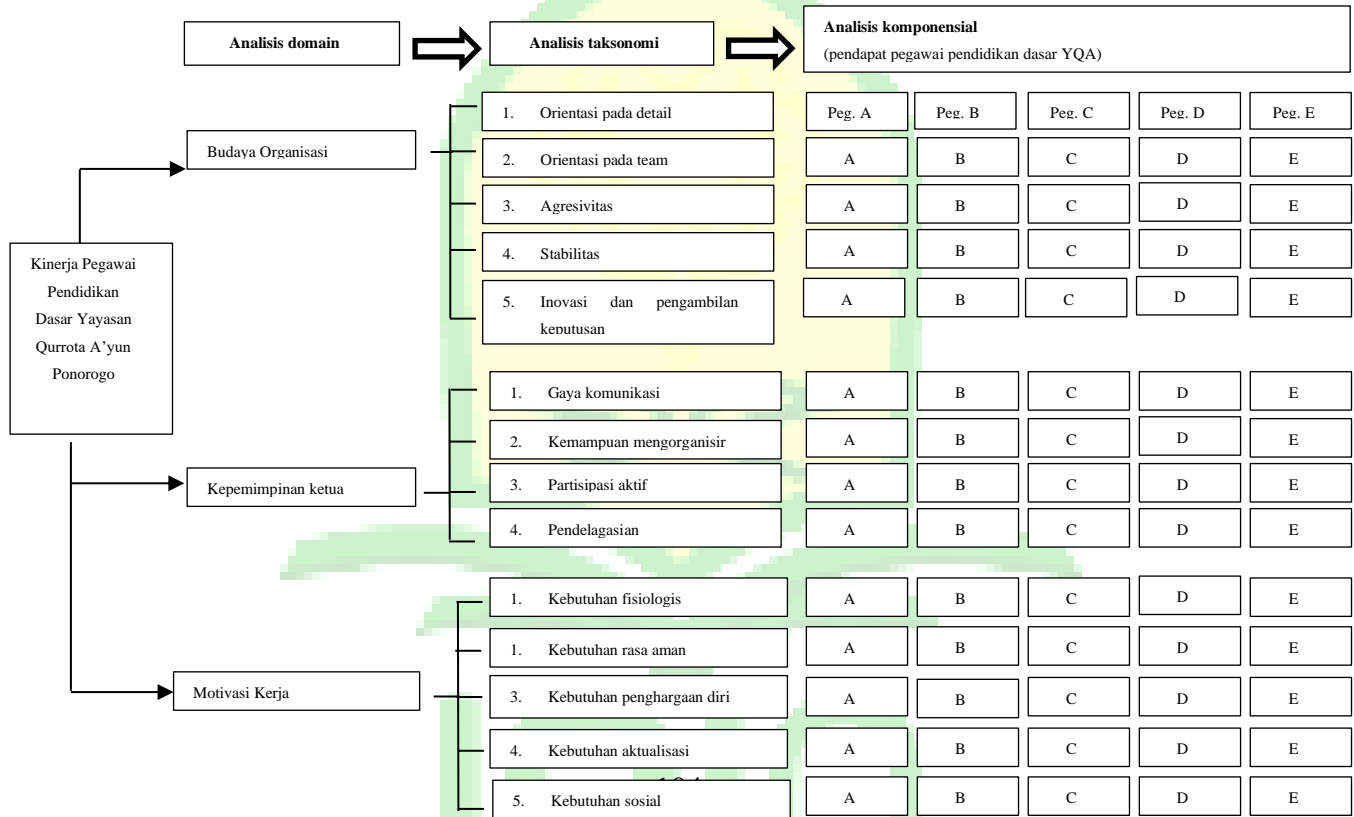 Analisis domain
Analisis taksonomi
Analisis komponensial
(pendapat pegawai pendidikan dasar YQA)
Kinerja Pegawai
Pendidikan
Dasar Yayasan
Qurrota A'yun
Ponorogo
Budaya Organisasi
1. Orientasi pada detail
Peg. A Peg. B Peg. C Peg. D Peg. E
2. Orientasi pada team
A B C D E
3. Agresivitas
A B C D E
4. Stabilitas
A B C D E
5. Inovasi dan pengambilan
keputusan
A B C D E
Kepemimpinan ketua
1. Gaya komunikasi
A B C D E
2. Kemampuan mengorganisir
A B C D E
3. Partisipasi aktif
A B C D E
4. Pendelagasian
A B C D E
Motivasi Kerja
1. Kebutuhan fisiologis
A B C D E
1. Kebutuhan rasa aman
A B C D E
3. Kebutuhan penghargaan diri
A B C D E
4. Kebutuhan aktualisasi
A B C D E
5. Kebutuhan sosial
A B C D E